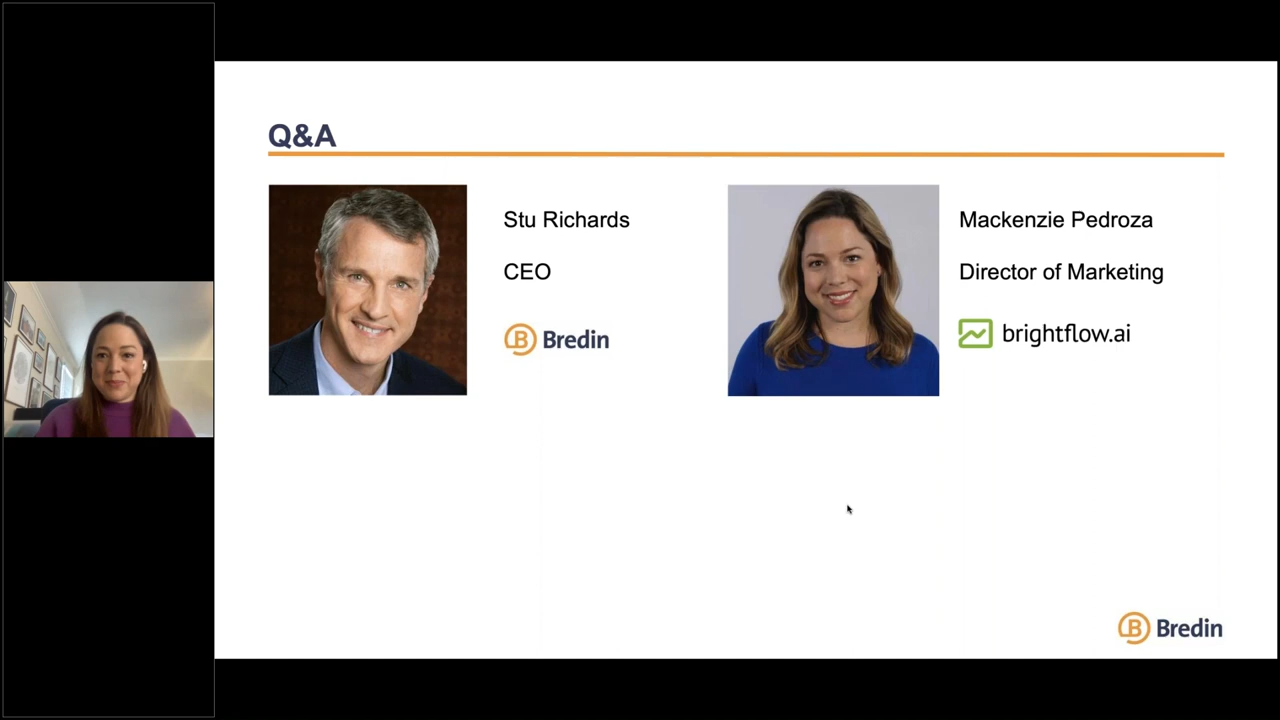 Q&A
Stu Richards
CEO
B Bredin
Mackenzie Pedroza
Director of Marketing
brightflow.ai
B Bredin